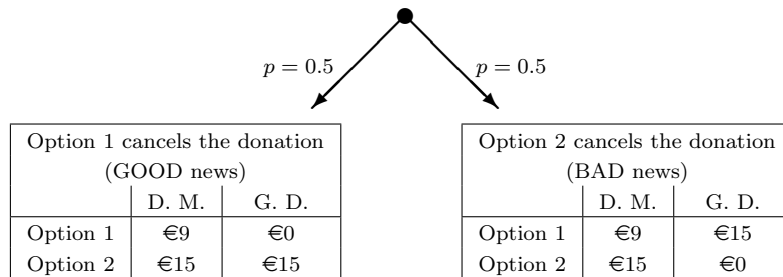 p = 0.5
p = 0.5
Option 1 cancels the donation
(GOOD news)
D. M. G. D.
Option 1 €9 €0
Option 2 €15 €15
Option 2 cancels the donation
(BAD news)
D. M. G. D.
Option 1 €9 €15
Option 2 €15 €0